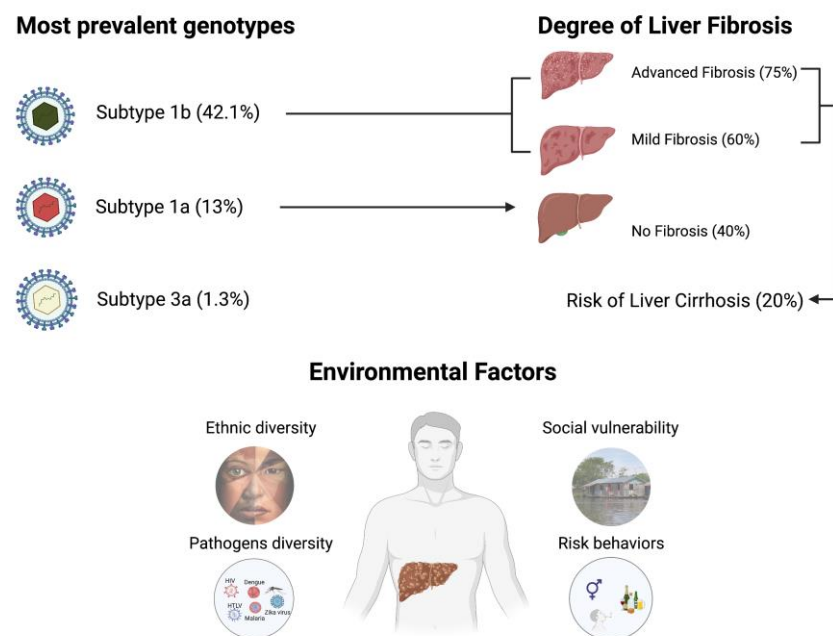 Most prevalent genotypes
Degree of Liver Fibrosis
Subtype 1b (42.1%)
Advanced Fibrosis (75%)
Mild Fibrosis (60%)
Subtype 1a (13%)
No Fibrosis (40%)
Subtype 3a (1.3%)
Risk of Liver Cirrhosis (20%)
Environmental Factors
Ethnic diversity
Social vulnerability
Pathogens diversity
Risk behaviors
HIV
Dengue
HTLV
Malaria
Zika virus